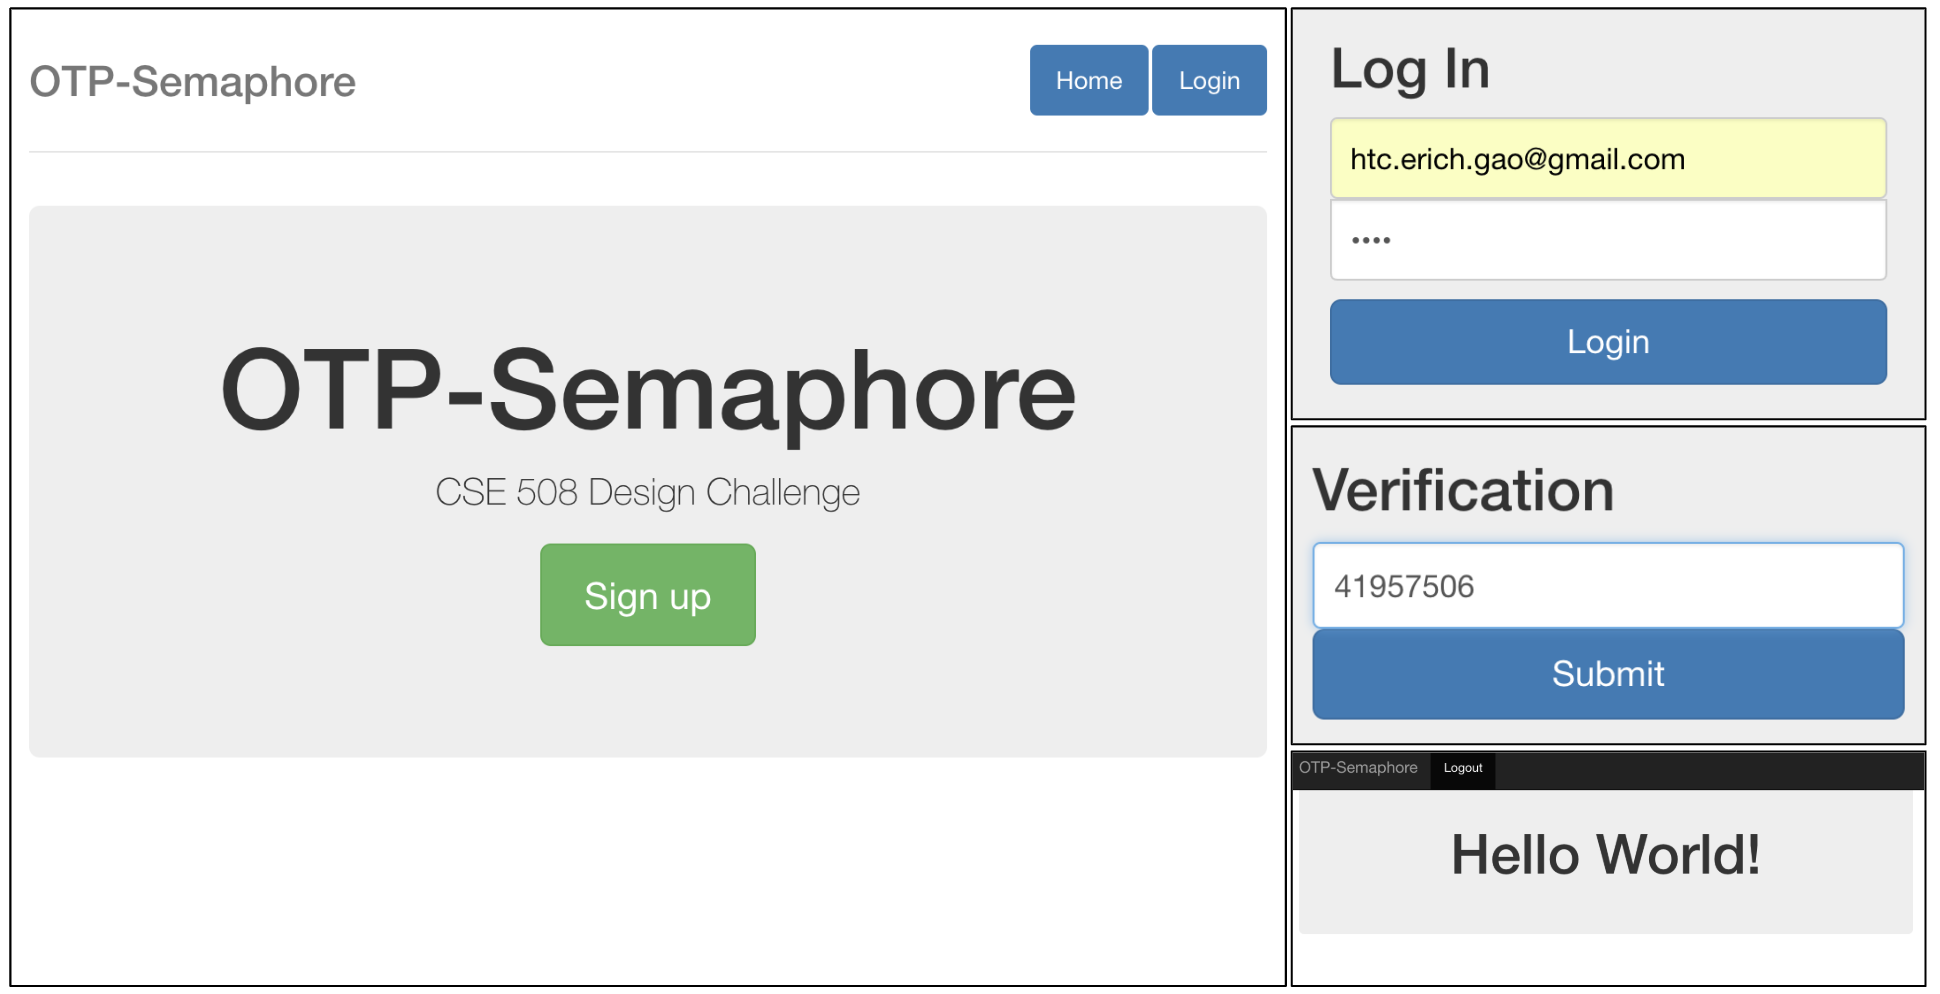 OTP-Semaphore
Home Login
OTP-Semaphore
CSE 508 Design Challenge
Sign up
Log In
htc.erich.gao@gmail.com
••••
Login
Verification
41957506
Submit
OTP-Semaphore Logout
Hello World!